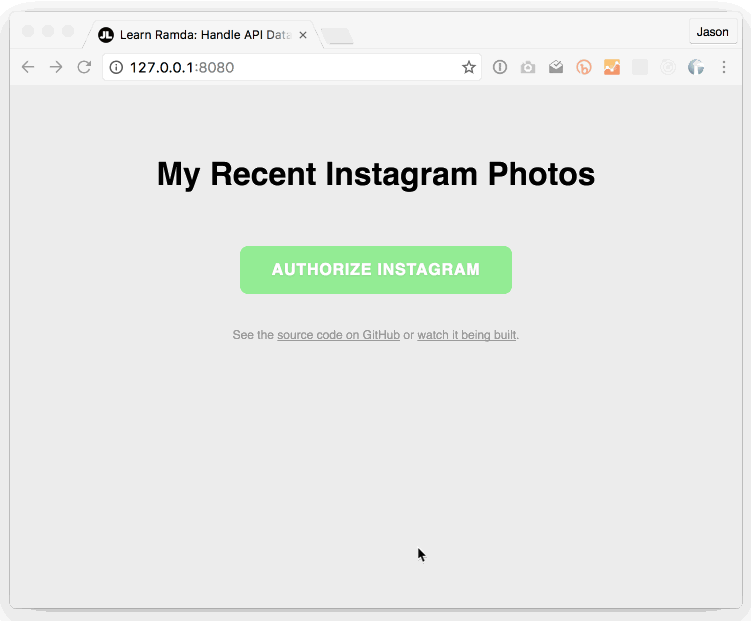 JL Learn Ramda: Handle API Data
Jason
127.0.0.1:8080
My Recent Instagram Photos
AUTHORIZE INSTAGRAM
See the source code on GitHub or watch it being built.